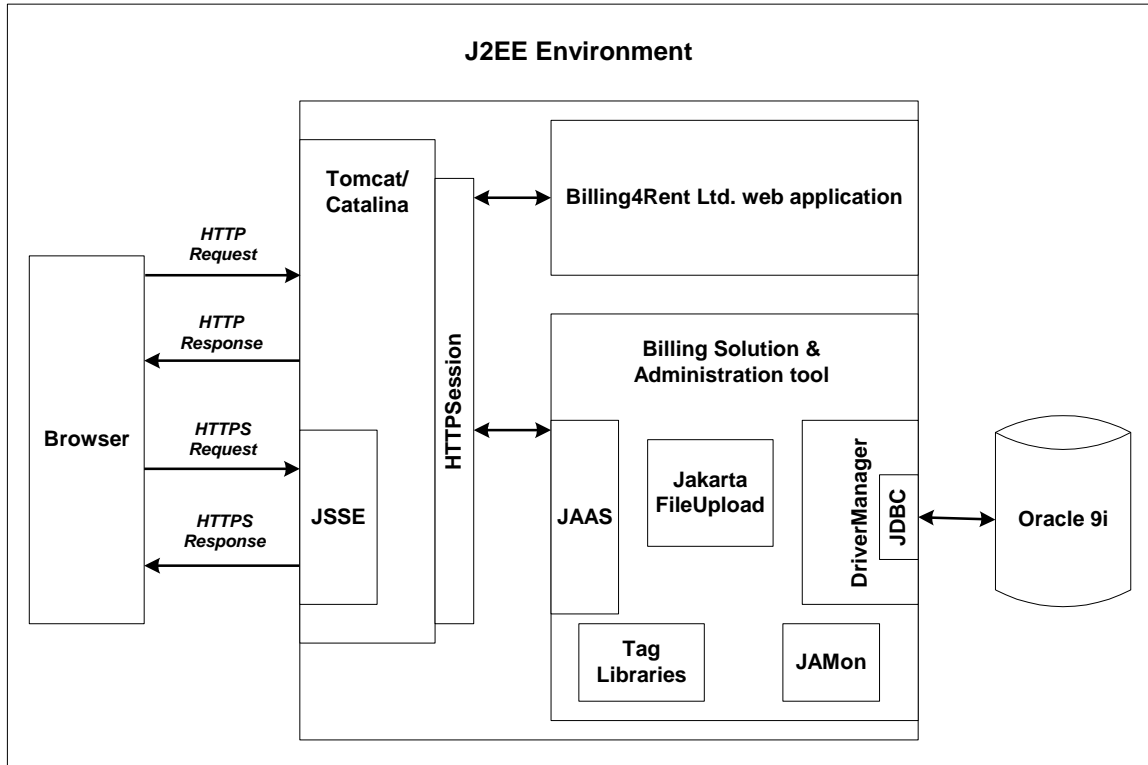 J2EE Environment
Tomcat/
Catalina
HTTPSession
Billing4Rent Ltd. web application
HTTP
Request
HTTP
Response
Browser
HTTPS
Request
HTTPS
Response
JSSE
Billing Solution &
Administration tool
JAAS
Jakarta
FileUpload
DriverManager
JDBC
Oracle 9i
Tag
Libraries
JAMon